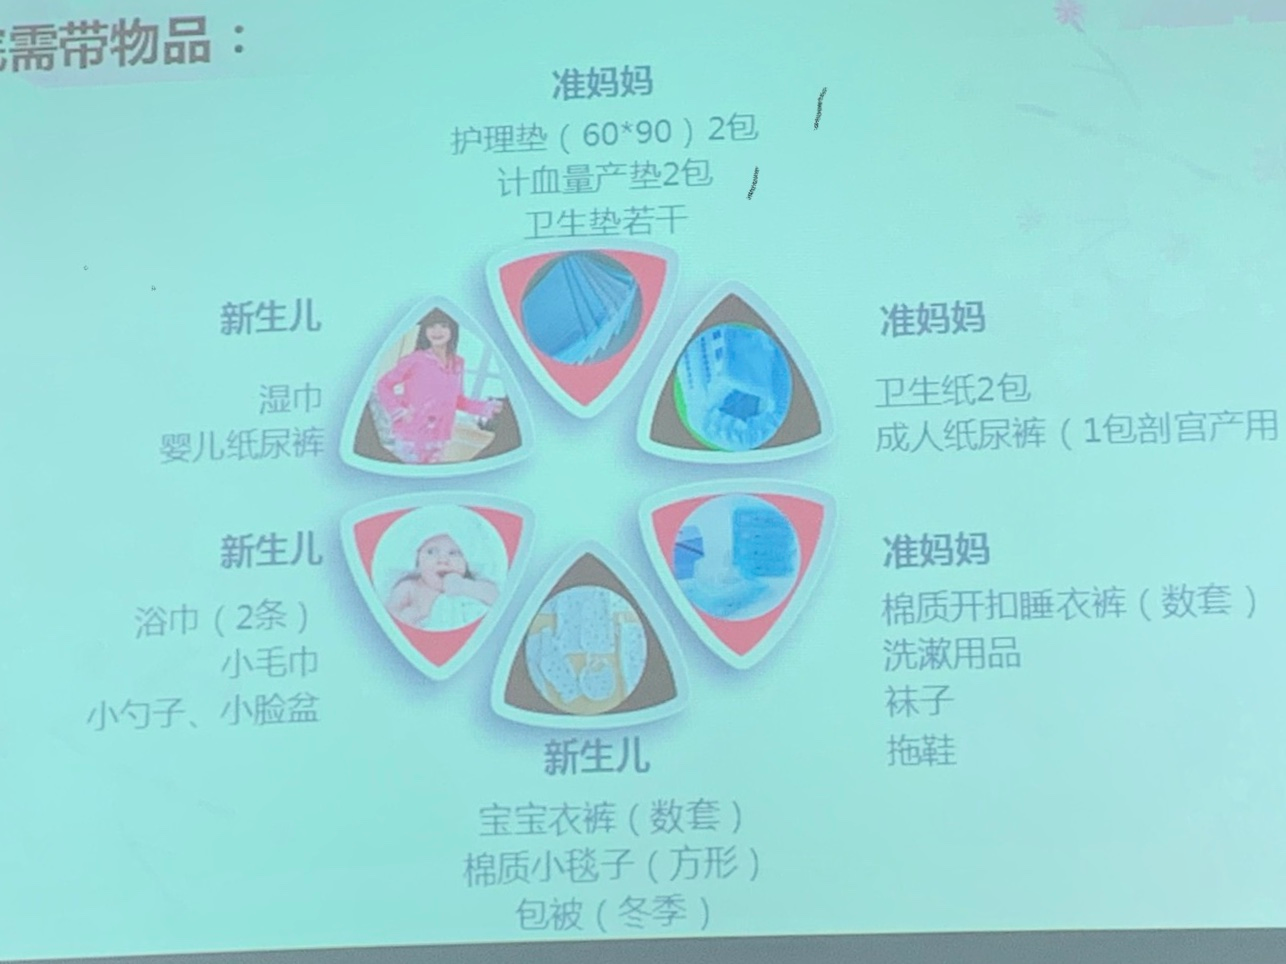 需带物品：
准妈妈
护理垫（60*90）2包
计血量产垫2包
卫生垫若干
新生儿
湿巾
婴儿纸尿裤
准妈妈
卫生纸2包
成人纸尿裤（1包剖宫产用
新生儿
浴巾（2条）
小毛巾
小勺子、小脸盆
准妈妈
棉质开扣睡衣裤（数套）
洗漱用品
袜子
拖鞋
新生儿
宝宝衣裤（数套）
棉质小毯子（方形）
包被（冬季）